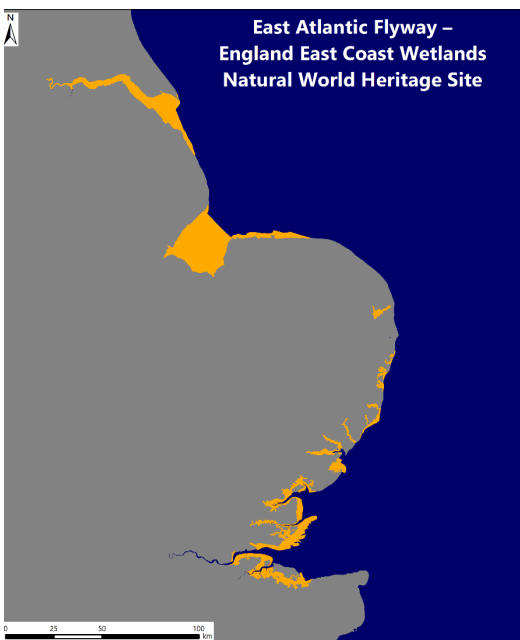 N
East Atlantic Flyway –
England East Coast Wetlands
Natural World Heritage Site
0 25 50 100
km